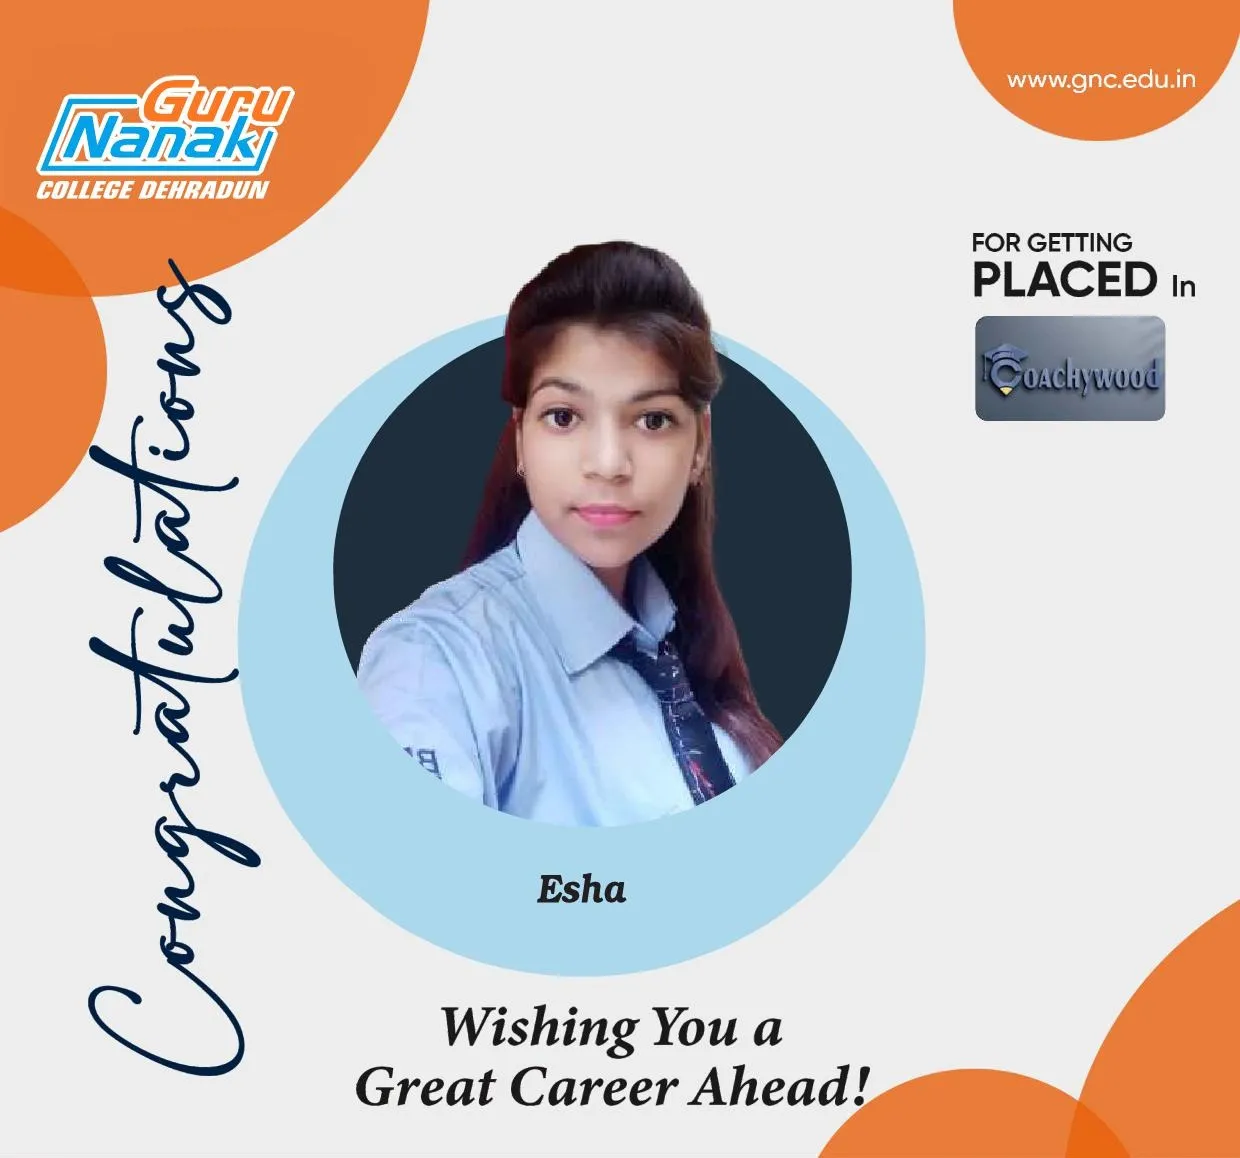 Guru
Nanak
COLLEGE DEHRADUN
www.gnc.edu.in
Congratulations
FOR GETTING
PLACED In
COACHYWOOD
Esha
Wishing You a
Great Career Ahead!